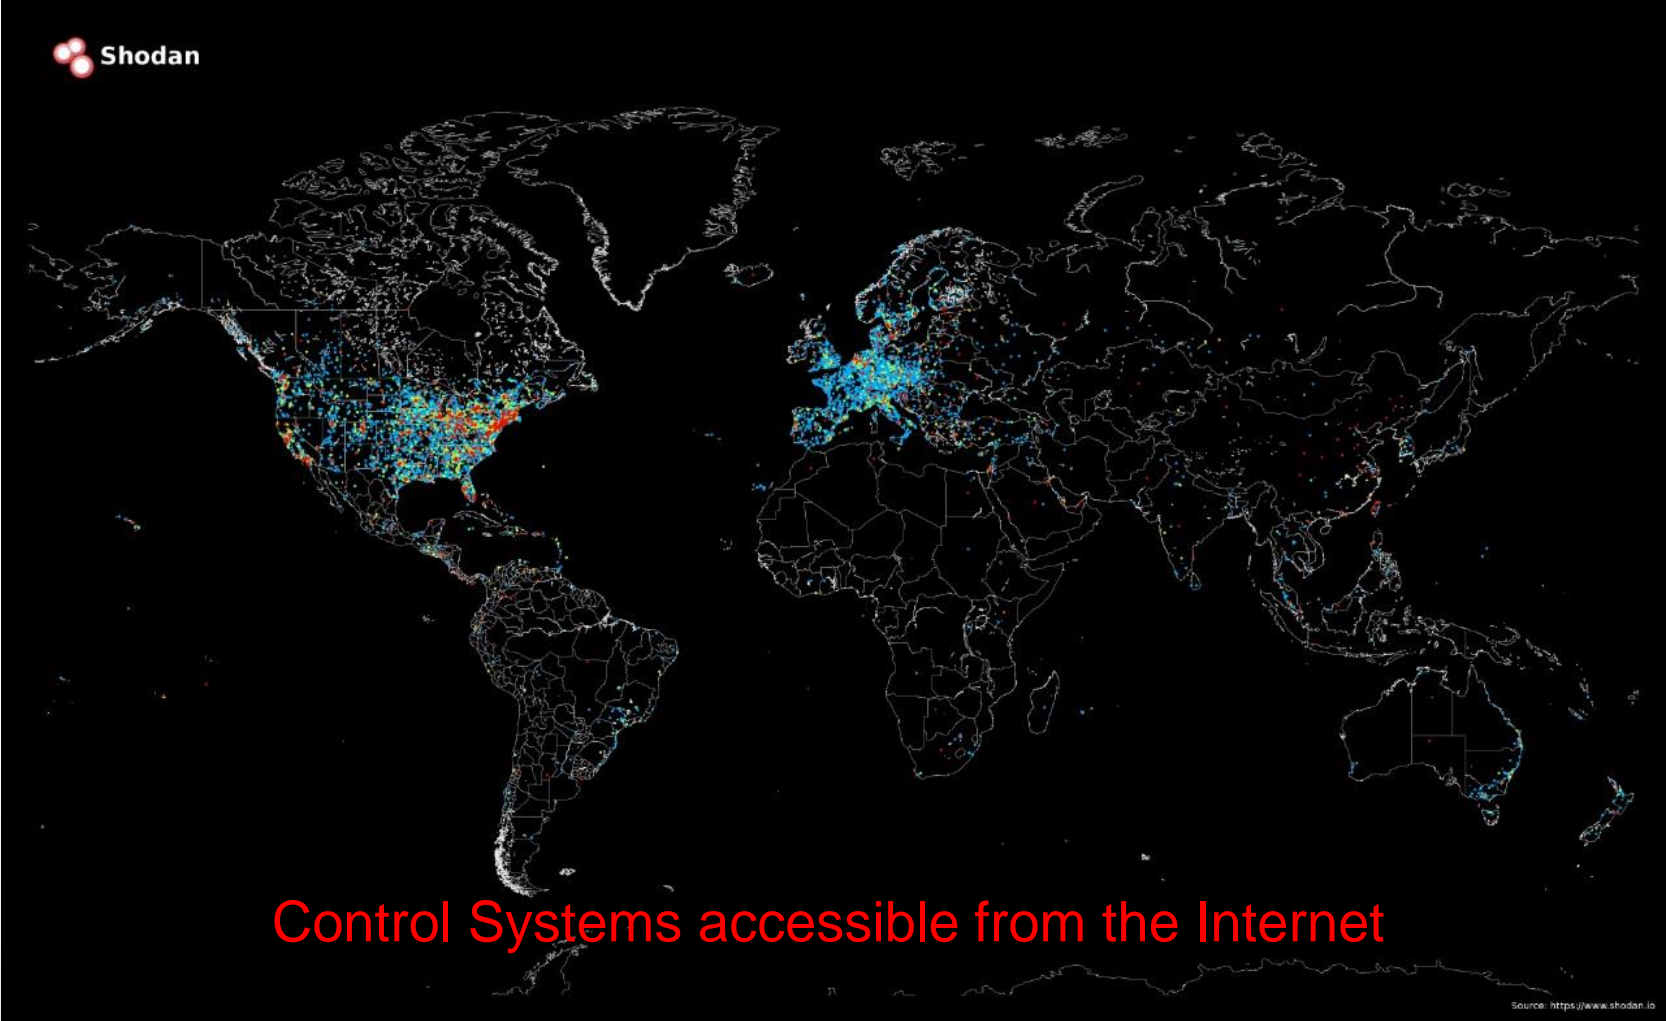 Shodan
Control Systems accessible from the Internet
Source: https://www.shodan.io